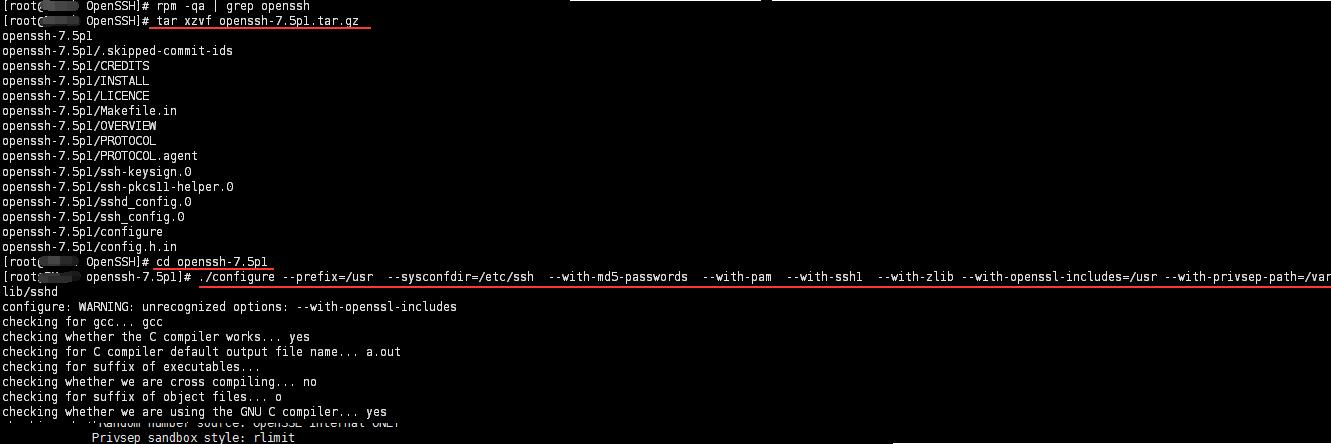 [root@ OpenSSH]# rpm -qa | grep openssh
[root@ OpenSSH]# tar xzvf openssh-7.5p1.tar.gz
openssh-7.5p1
openssh-7.5p1/.skipped-commit-ids
openssh-7.5p1/CREDITS
openssh-7.5p1/INSTALL
openssh-7.5p1/LICENCE
openssh-7.5p1/Makefile.in
openssh-7.5p1/OVERVIEW
openssh-7.5p1/PROTOCOL
openssh-7.5p1/PROTOCOL.agent
openssh-7.5p1/ssh-keysign.0
openssh-7.5p1/ssh-pkcs11-helper.0
openssh-7.5p1/sshd_config.0
openssh-7.5p1/ssh_config.0
openssh-7.5p1/configure
openssh-7.5p1/config.h.in
[root@ OpenSSH]# cd openssh-7.5p1
[root@ openssh-7.5p1]# ./configure --prefix=/usr --sysconfdir=/etc/ssh --with-md5-passwords --with-pam --with-ssh1 --with-zlib --with-openssl-includes=/usr --with-privsep-path=/var
lib/sshd
configure: WARNING: unrecognized options: --with-openssl-includes
checking for gcc... gcc
checking whether the C compiler works... yes
checking for C compiler default output file name... a.out
checking for suffix of executables...
checking whether we are cross compiling... no
checking for suffix of object files... o
checking whether we are using the GNU C compiler... yes
Random number source: OpenSSL internal ONLY
Privsep sandbox style: rlimit